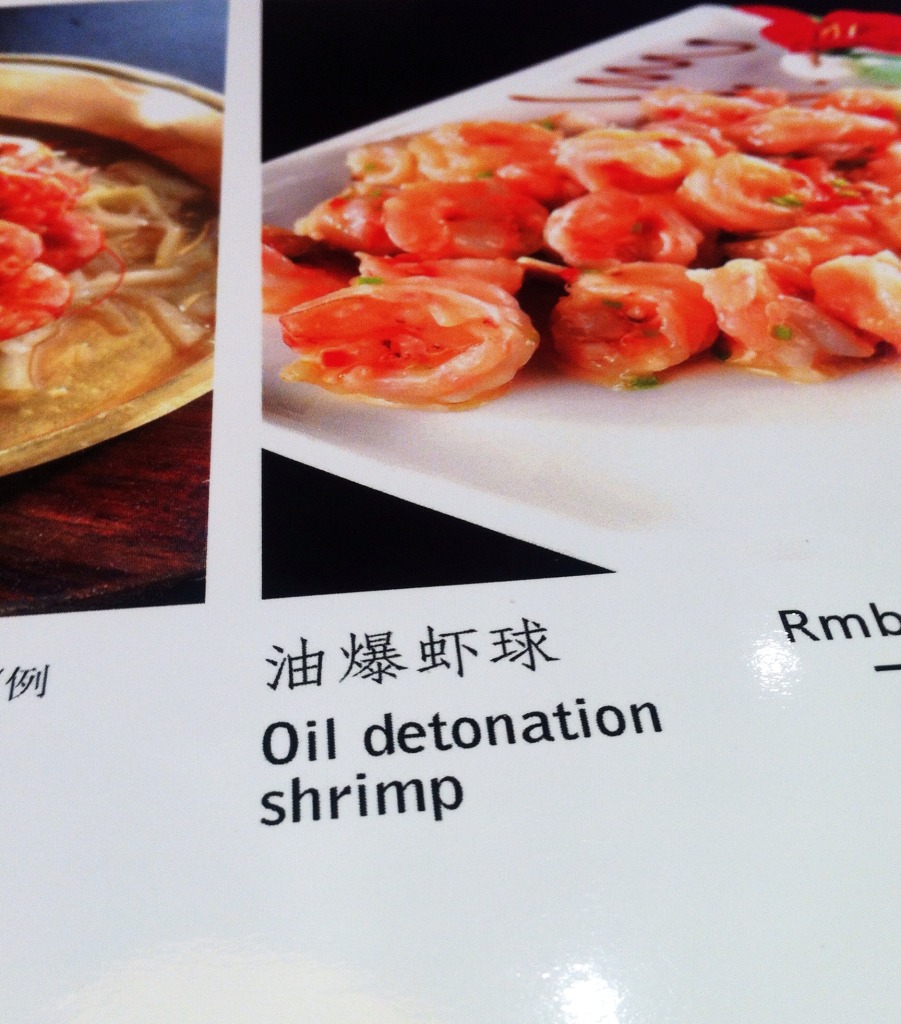 例
油爆虾球
Rmb
Oil detonation
shrimp